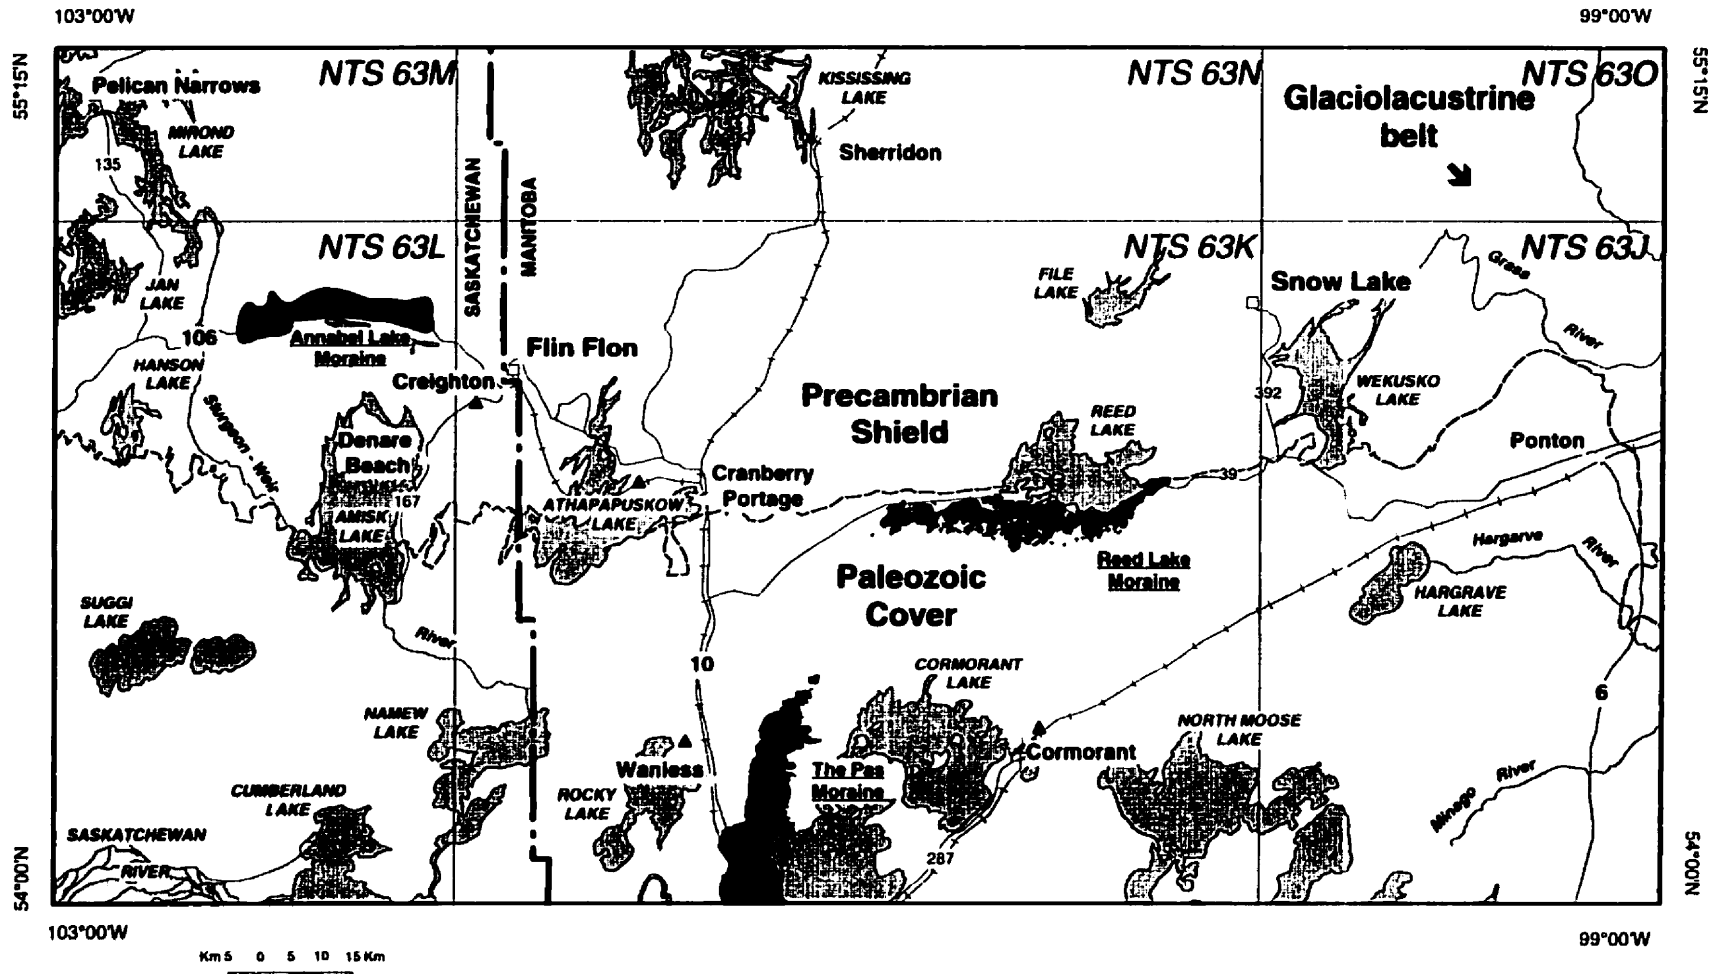 103°00'W
99°00'W
55°15'N
55°15'N
NTS 63M
NTS 63N
NTS 63O
Pelican Narrows
MIROND
LAKE
135
KISSISSING
LAKE
Sherridon
Glaciolacustrine
belt
SASKATCHEWAN
MANITOBA
NTS 63L
NTS 63K
NTS 63J
JAN
LAKE
FILE
LAKE
Snow Lake
Grass
River
106
Annabel Lake
Moraine
Flin Flon
HANSON
LAKE
Creighton
Precambrian
Shield
REED
LAKE
392
WEKUSKO
LAKE
Sturgeon - Weir
Denare
Beach
167
AMISK
LAKE
Cranberry
Portage
ATHAPAPUSKOW
LAKE
39
Ponton
Reed Lake
Moraine
Hargarve
River
HARGRAVE
LAKE
Paleozoic
Cover
SUGGI
LAKE
River
10
CORMORANT
LAKE
6
NAMEW
LAKE
NORTH MOOSE
LAKE
Cormorant
Wanless
The Pas
Moraine
CUMBERLAND
LAKE
ROCKY
LAKE
River
Minago
SASKATCHEWAN
RIVER
287
54°00'N
54°00'N
103°00'W
99°00'W
Km 5 0 5 10 15 Km